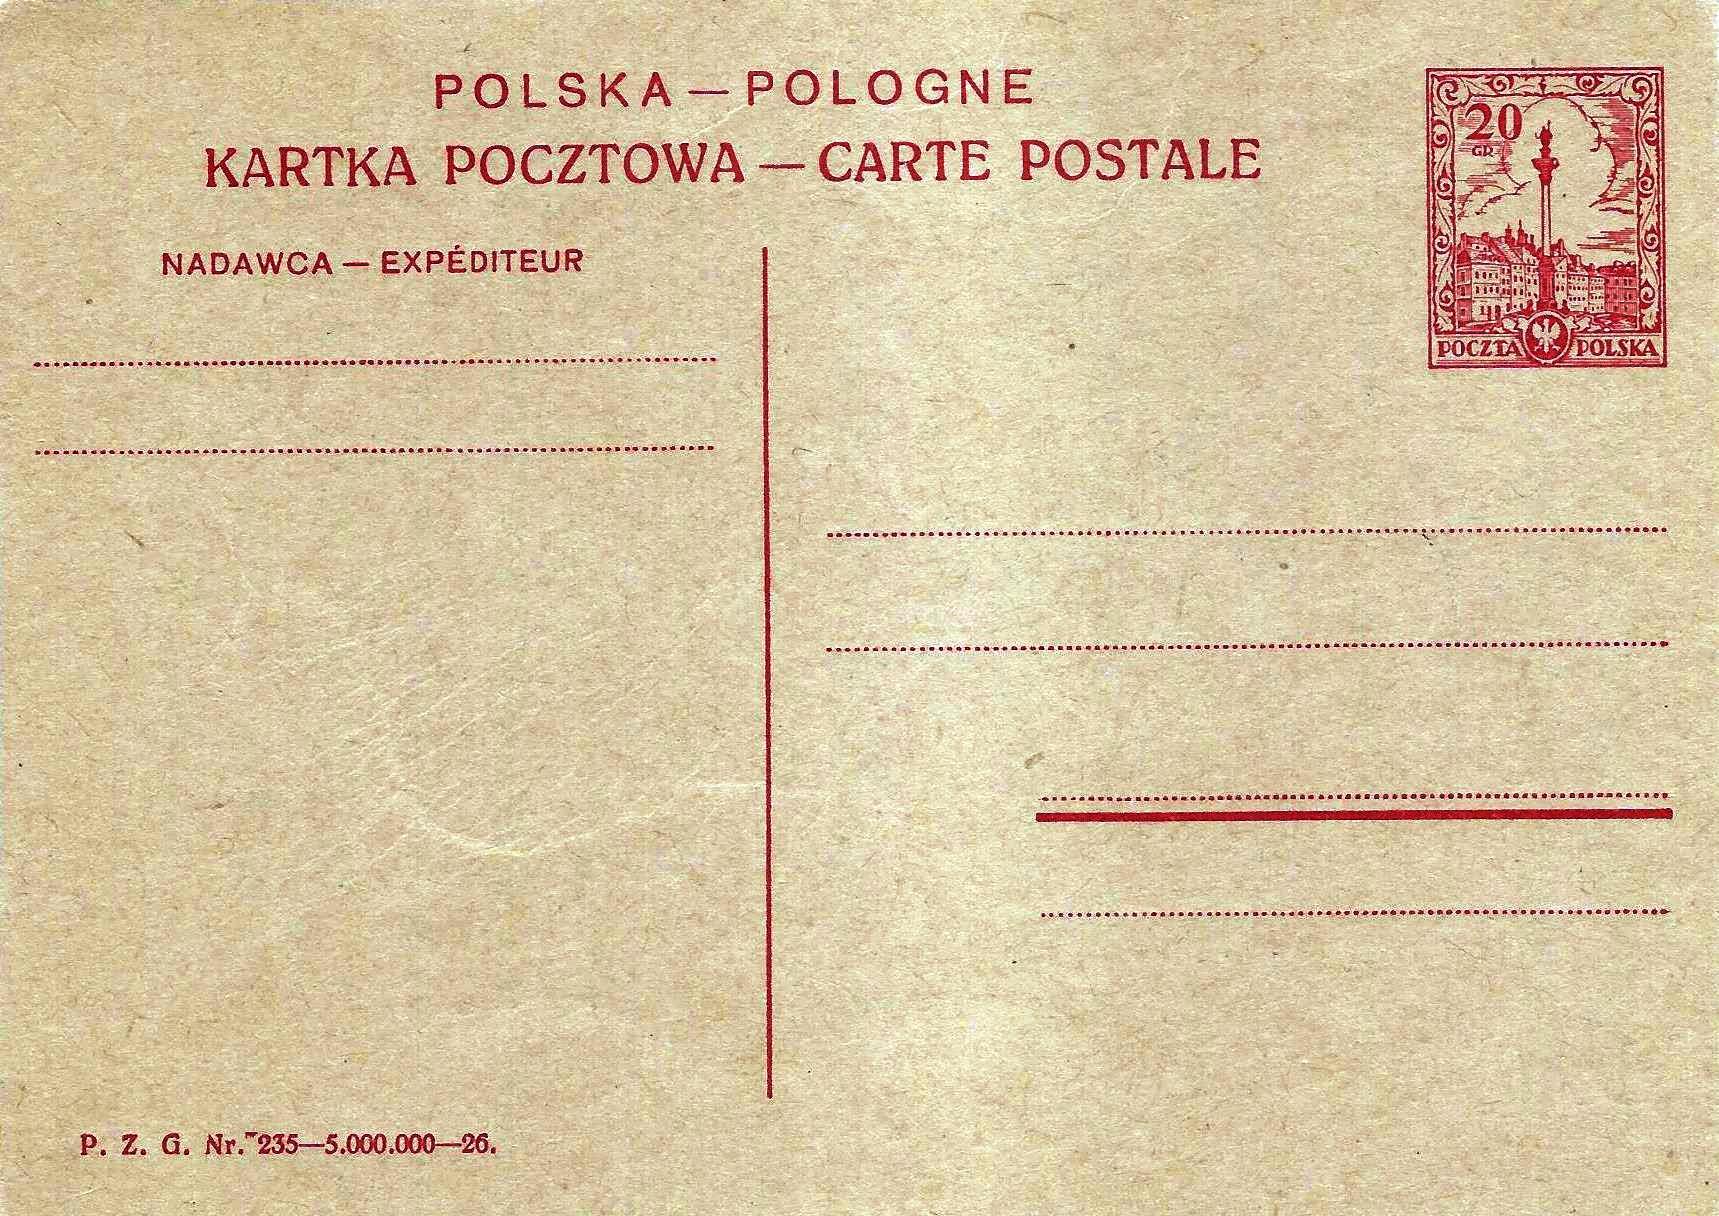 POLSKA — POLOGNE
KARTKA POCZTOWA — CARTE POSTALE
20
GR.
POCZTA POLSKA
NADAWCA — EXPÉDITEUR
P. Z. G. Nr. 235—5.000.000—26.